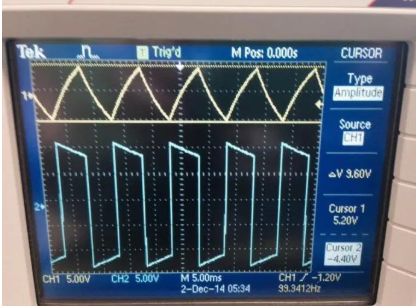 Tek
T Trig'd
M Pos: 0.000s
CURSOR
Type
Amplitude
Source
CH1
△V 9.60V
Cursor 1
5.20V
Cursor 2
-4.40V
1
2
CH1 5.00V CH2 5.00V M 5.00ms CH1 / -1.20V
2-Dec-14 05:34 99.3412Hz